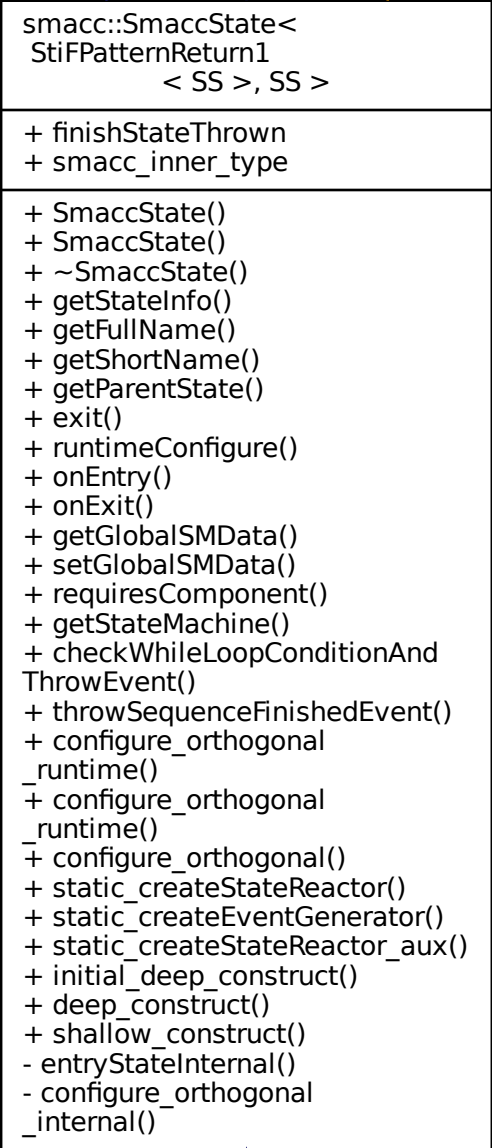 smacc::SmaccState<
StiFPatternReturn1
< SS >, SS >
+ finishStateThrown
+ smacc_inner_type
+ SmaccState()
+ SmaccState()
+ ~SmaccState()
+ getStateInfo()
+ getFullName()
+ getShortName()
+ getParentState()
+ exit()
+ runtimeConfigure()
+ onEntry()
+ onExit()
+ getGlobalSMData()
+ setGlobalSMData()
+ requiresComponent()
+ getStateMachine()
+ checkWhileLoopConditionAnd
ThrowEvent()
+ throwSequenceFinishedEvent()
+ configure_orthogonal
_runtime()
+ configure_orthogonal
_runtime()
+ configure_orthogonal()
+ static_createStateReactor()
+ static_createEventGenerator()
+ static_createStateReactor_aux()
+ initial_deep_construct()
+ deep_construct()
+ shallow_construct()
- entryStateInternal()
- configure_orthogonal
_internal()